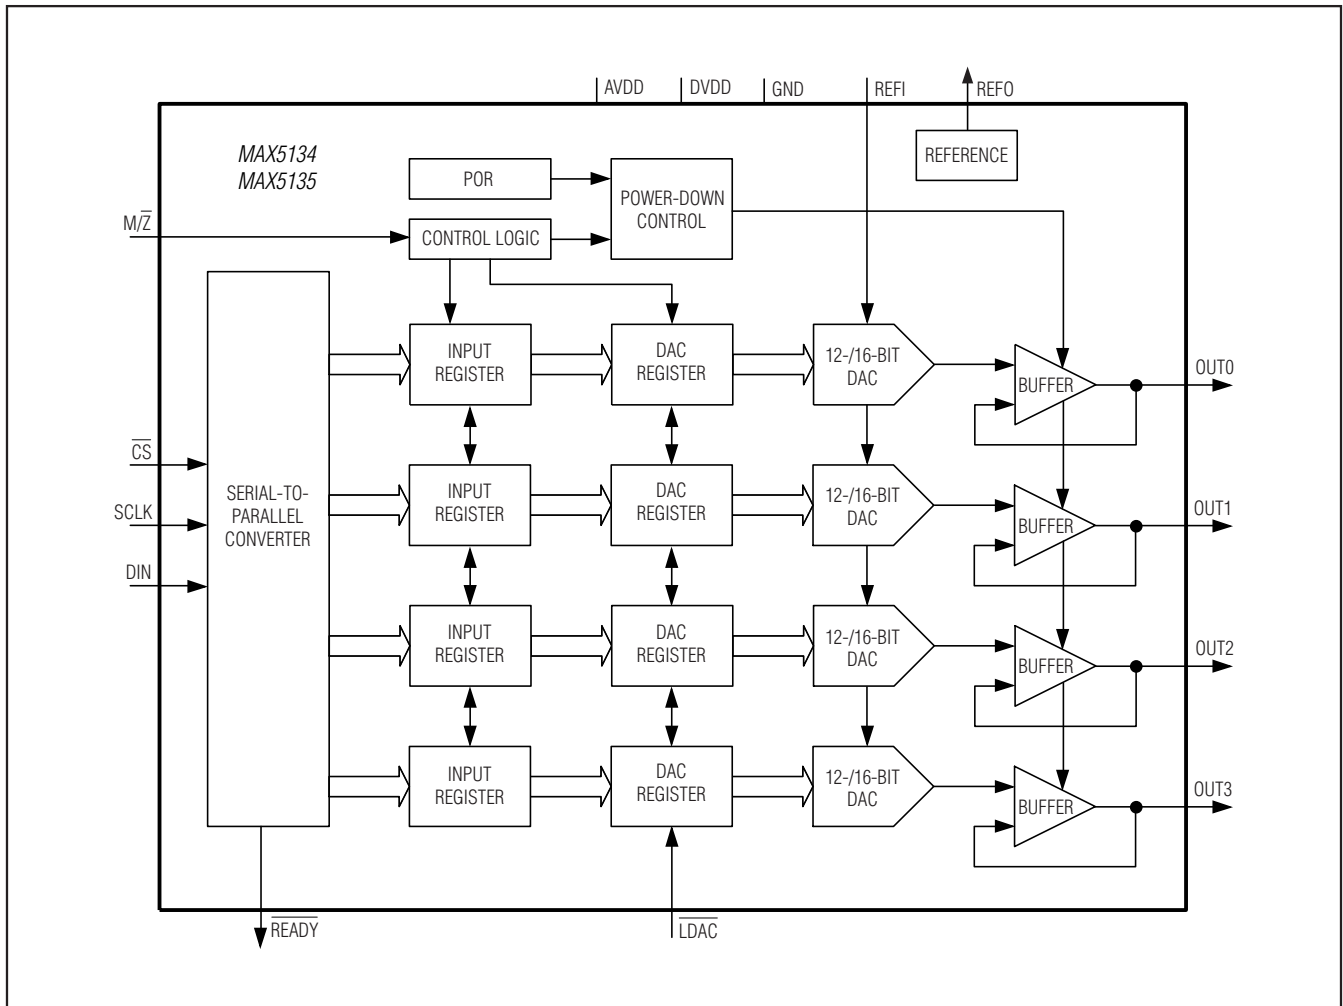 AVDD
DVDD
GND
REFI
REFO
MAX5134
MAX5135
REFERENCE
POR
POWER-DOWN
CONTROL
M/Z̅
CONTROL LOGIC
INPUT
REGISTER
DAC
REGISTER
12-/16-BIT
DAC
BUFFER
OUT0
C̅S̅
SCLK
DIN
SERIAL-TO-
PARALLEL
CONVERTER
INPUT
REGISTER
DAC
REGISTER
12-/16-BIT
DAC
BUFFER
OUT1
INPUT
REGISTER
DAC
REGISTER
12-/16-BIT
DAC
BUFFER
OUT2
INPUT
REGISTER
DAC
REGISTER
12-/16-BIT
DAC
BUFFER
OUT3
R̅E̅A̅D̅Y̅
L̅D̅A̅C̅